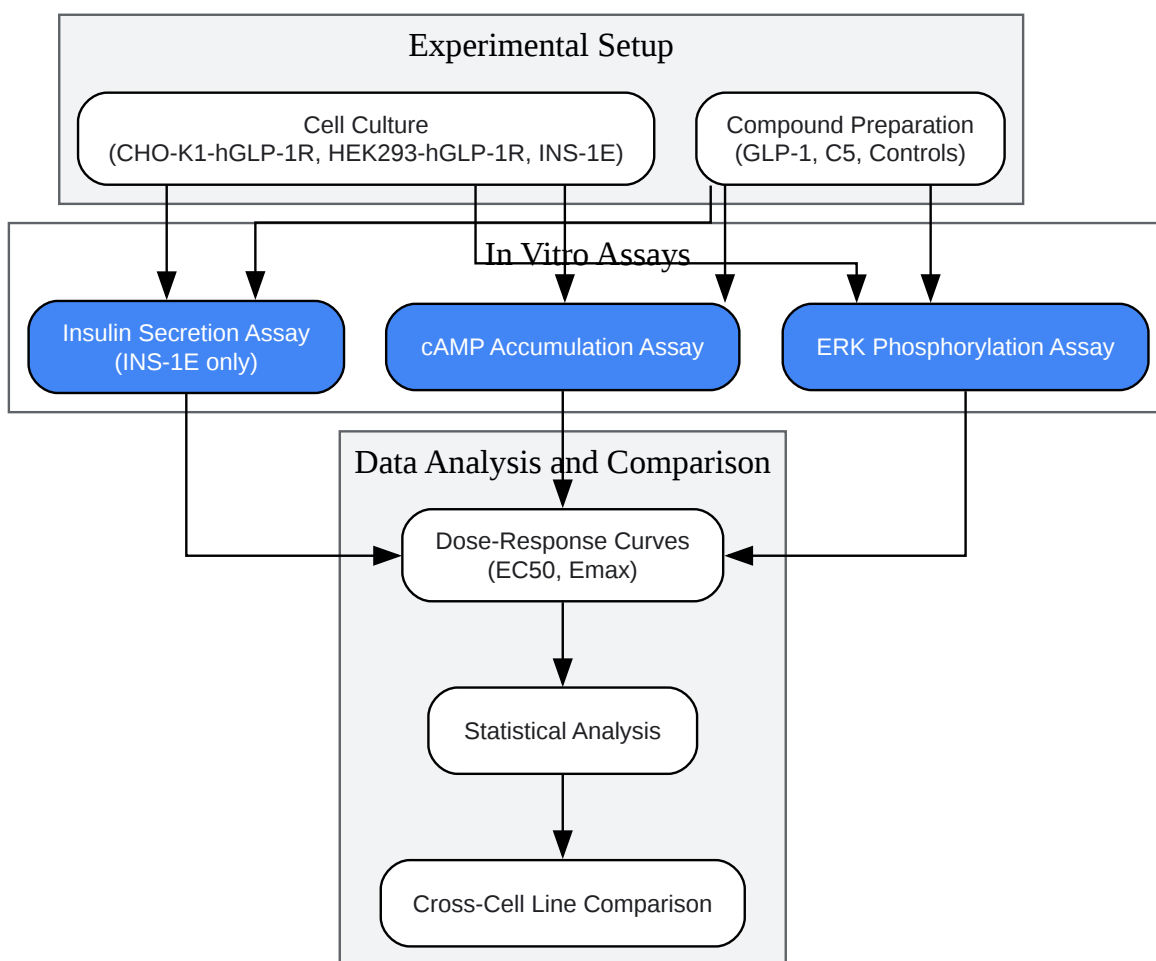 Experimental Setup
Cell Culture
(CHO-K1-hGLP-1R, HEK293-hGLP-1R, INS-1E)
Compound Preparation
(GLP-1, C5, Controls)
In Vitro Assays
Insulin Secretion Assay
(INS-1E only)
cAMP Accumulation Assay
ERK Phosphorylation Assay
Data Analysis and Comparison
Dose-Response Curves
(EC50, Emax)
Statistical Analysis
Cross-Cell Line Comparison